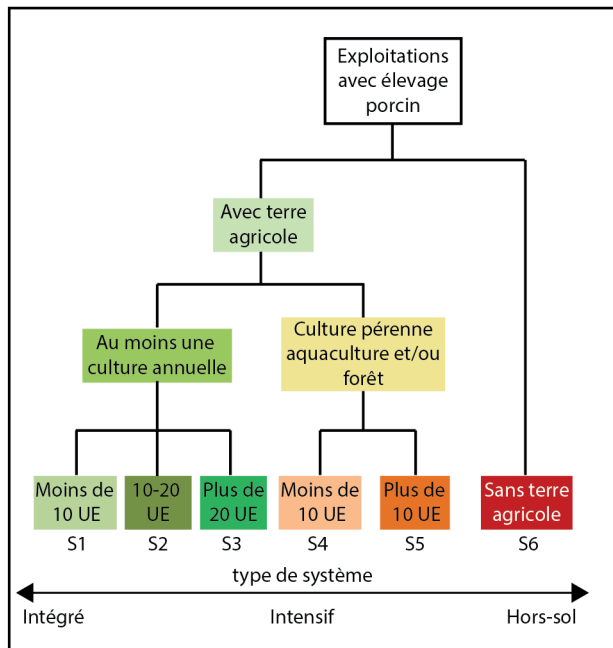 Exploitations
avec élevage
porcin
Avec terre
agricole
Au moins une
culture annuelle
Culture pérenne
aquaculture et/ou
forêt
Moins de
10 UE
10-20
UE
Plus de
20 UE
Moins de
10 UE
Plus de
10 UE
Sans terre
agricole
S1
S2
S3
S4
S5
S6
type de système
Intégré
Intensif
Hors-sol